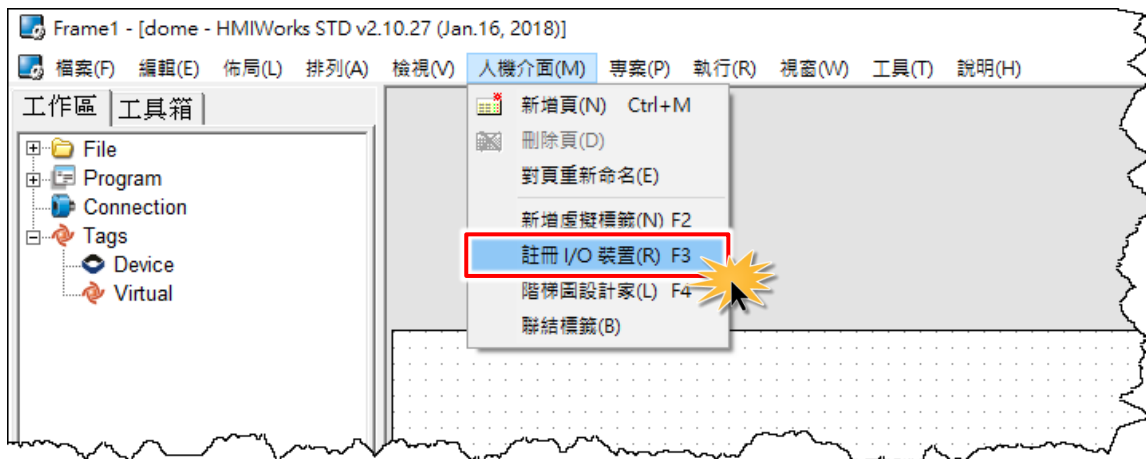 Frame1 - [dome - HMIWorks STD v2.10.27 (Jan.16, 2018)]
檔案(F) 編輯(E) 佈局(L) 排列(A) 檢視(V) 人機介面(M) 專案(P) 執行(R) 視窗(W) 工具(T) 說明(H)
工作區 工具箱
File
Program
Connection
Tags
Device
Virtual
新增頁(N) Ctrl+M
刪除頁(D)
對頁重新命名(E)
新增虛擬標籤(N) F2
註冊 I/O 裝置(R) F3
階梯圖設計家(L) F4
聯結標籤(B)